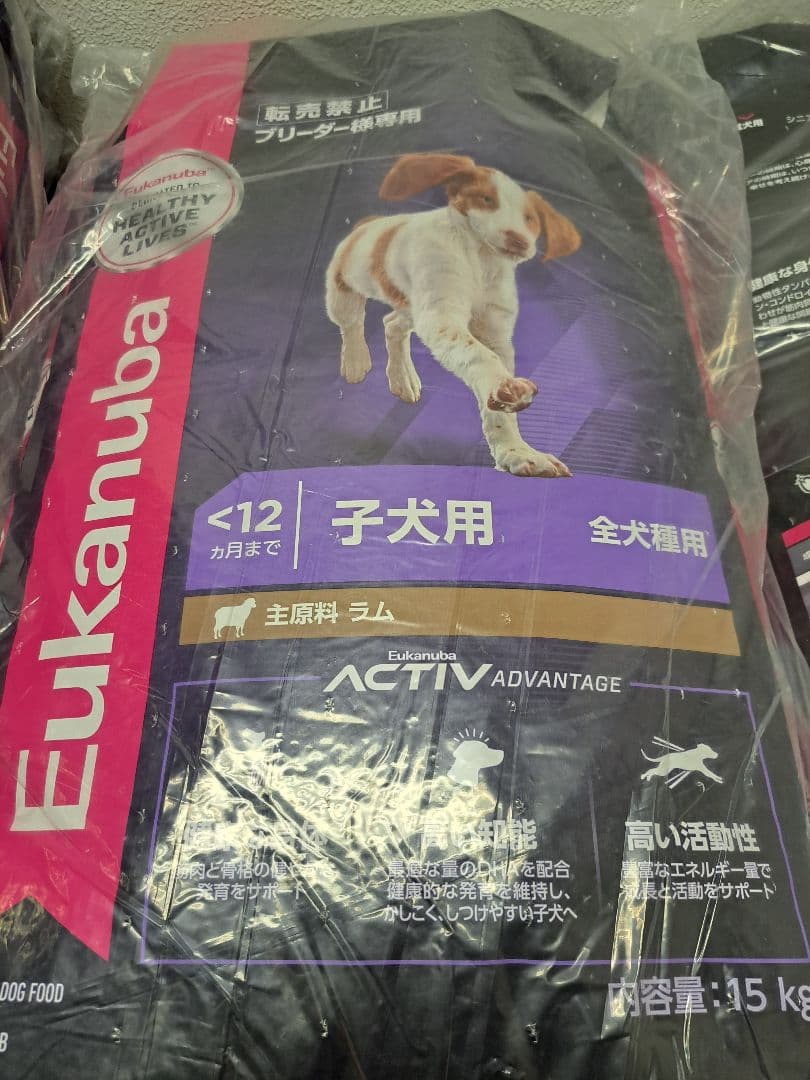 転売禁止
ブリーダー様専用
Eukanuba
HEALTHY
ACTIVE
LIVES
Eukanuba
<12
ヵ月まで
子犬用
全犬種用
主原料 ラム
Eukanuba
ACTIV ADVANTAGE
高い知能
高い活動性
発育をサポート
最適な量のDHAを配合
健康的な発育を維持し、
かしこく、しつけやすい子犬へ
豊富なエネルギー量で
成長と活動をサポート
DOG FOOD
内容量:15 kg